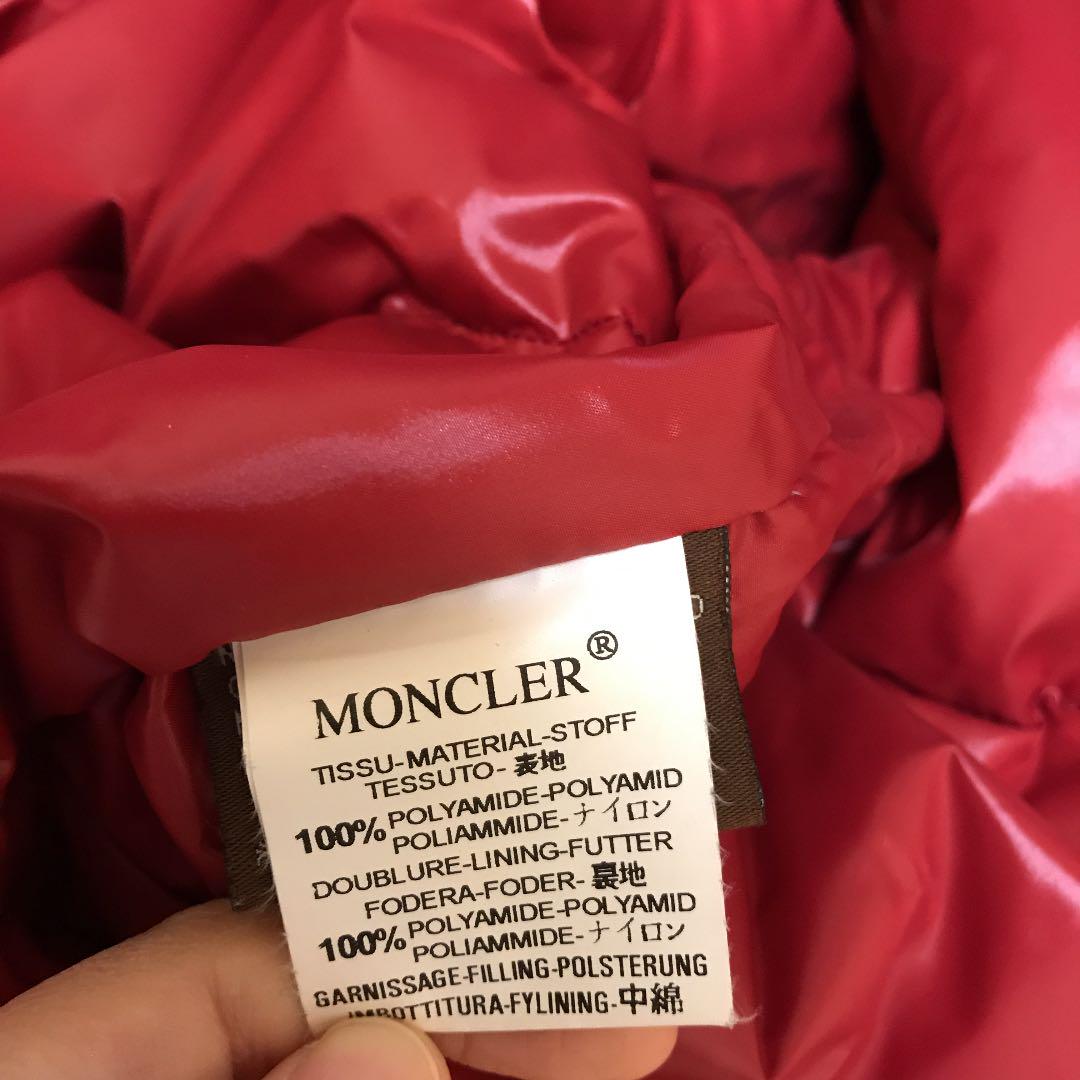 MONCLER®
TISSU-MATERIAL-STOFF
TESSUTO-表地
100% POLYAMIDE-POLYAMID
POLIAMMIDE-ナイロン
DOUBLURE-LINING-FUTTER
FODERA-FODER-裏地
100% POLYAMIDE-POLYAMID
POLIAMMIDE-ナイロン
GARNISSAGE-FILLING-POLSTERUNG
IMBOTTITURA-FYLINING-中綿